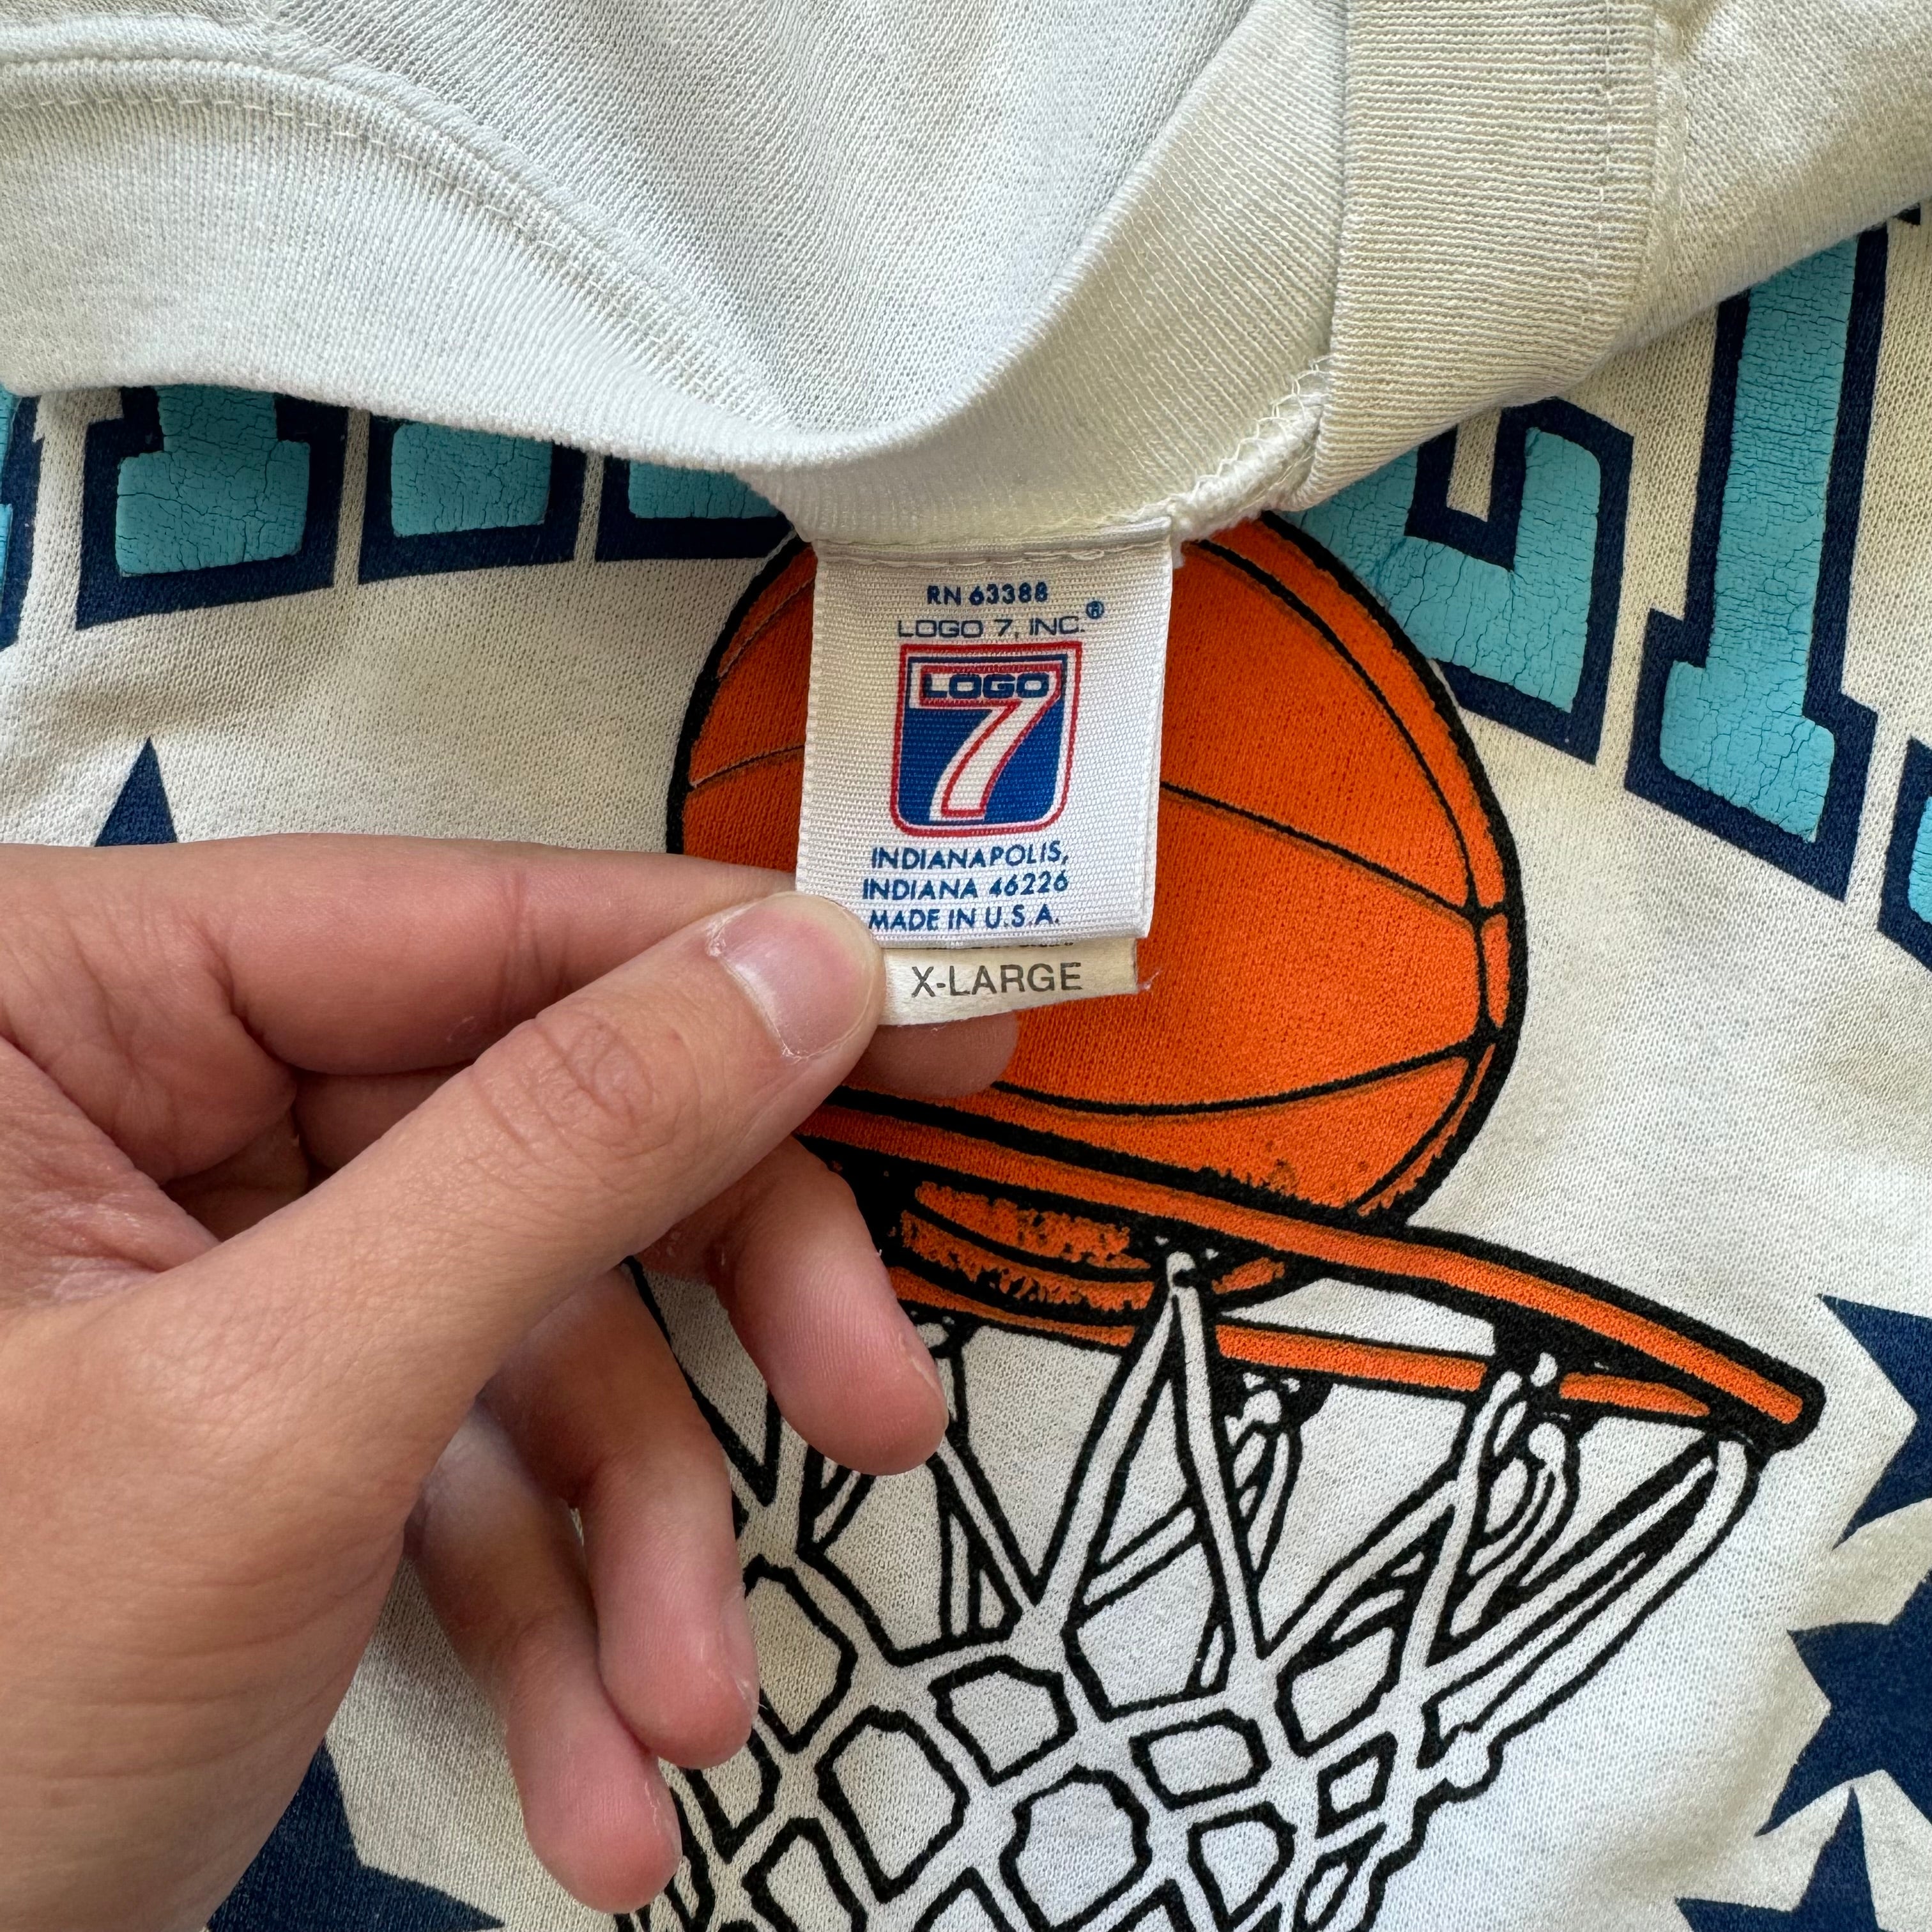 RN 63388
LOGO 7, INC.®
LOGO
7
INDIANAPOLIS,
INDIANA 46226
MADE IN U.S.A.
X-LARGE